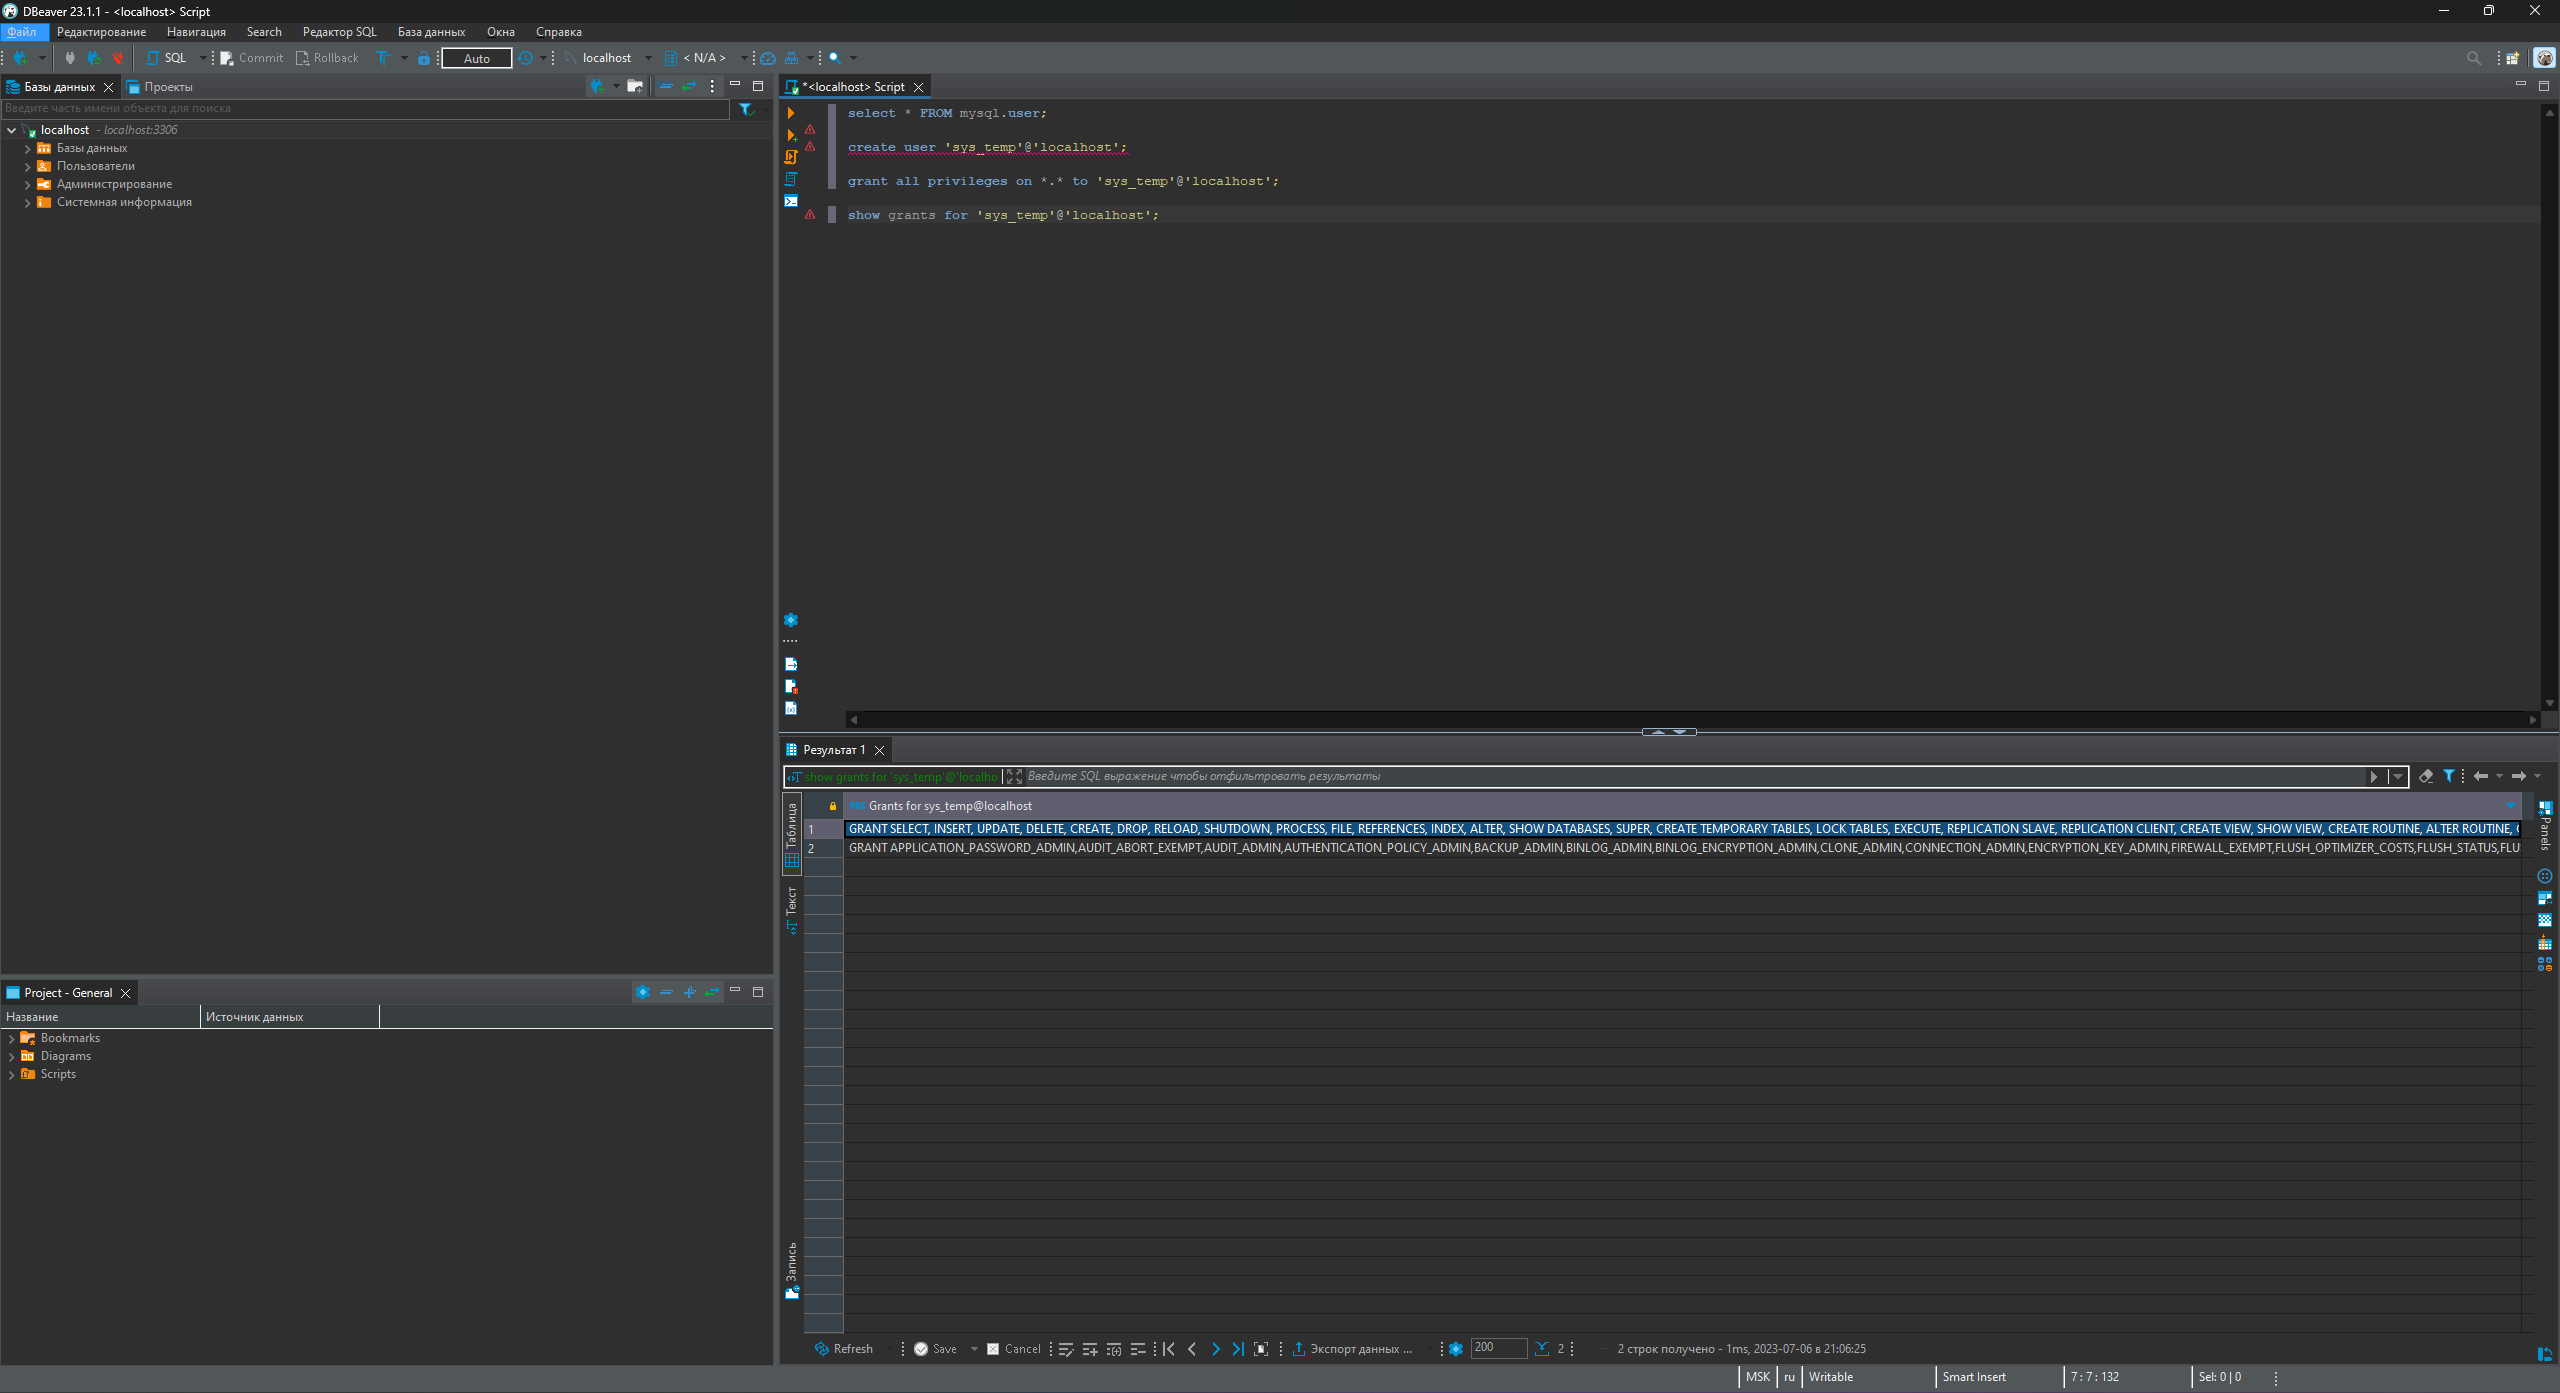 DBeaver 23.1.1 - <localhost> Script
Файл Редактирование Навигация Search Редактор SQL База данных Окна Справка
SQL Commit Rollback Auto localhost < N/A >
Базы данных Проекты
Введите часть имени объекта для поиска
localhost - localhost:3306
Базы данных
Пользователи
Администрирование
Системная информация
*<localhost> Script
select * FROM mysql.user;
create user 'sys_temp'@'localhost';
grant all privileges on *.* to 'sys_temp'@'localhost';
show grants for 'sys_temp'@'localhost';
Результат 1
show grants for 'sys_temp'@'localho Введите SQL выражение чтобы отфильтровать результаты
Таблица
Текст
Запись
Panels
Grants for sys_temp@localhost
1 GRANT SELECT, INSERT, UPDATE, DELETE, CREATE, DROP, RELOAD, SHUTDOWN, PROCESS, FILE, REFERENCES, INDEX, ALTER, SHOW DATABASES, SUPER, CREATE TEMPORARY TABLES, LOCK TABLES, EXECUTE, REPLICATION SLAVE, REPLICATION CLIENT, CREATE VIEW, SHOW VIEW, CREATE ROUTINE, ALTER ROUTINE,
2 GRANT APPLICATION_PASSWORD_ADMIN,AUDIT_ABORT_EXEMPT,AUDIT_ADMIN,AUTHENTICATION_POLICY_ADMIN,BACKUP_ADMIN,BINLOG_ADMIN,BINLOG_ENCRYPTION_ADMIN,CLONE_ADMIN,CONNECTION_ADMIN,ENCRYPTION_KEY_ADMIN,FIREWALL_EXEMPT,FLUSH_OPTIMIZER_COSTS,FLUSH_STATUS,FLU
Refresh Save Cancel Экспорт данных ... 200 2 2 строк получено - 1ms, 2023-07-06 в 21:06:25
Project - General
Название Источник данных
Bookmarks
Diagrams
Scripts
MSK ru Writable Smart Insert 7 : 7 : 132 Sel: 0 | 0